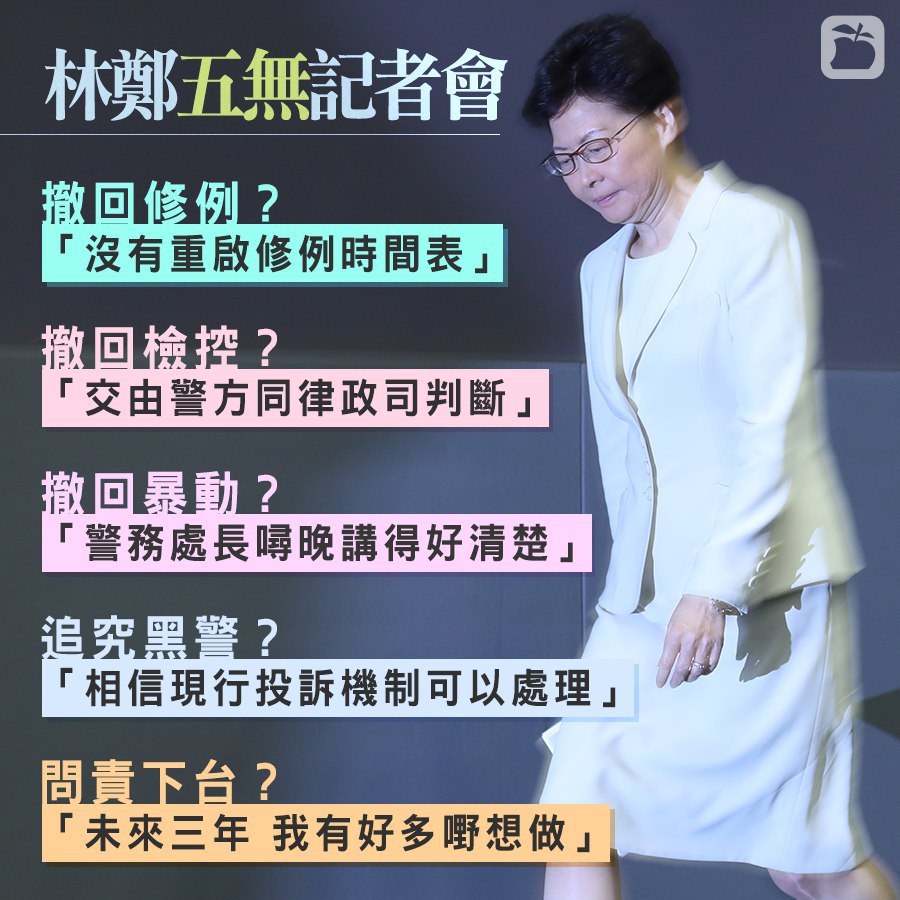 林鄭五無記者會
撤回修例？
「沒有重啟修例時間表」
撤回檢控？
「交由警方同律政司判斷」
撤回暴動？
「警務處長噚晚講得好清楚」
追究黑警？
「相信現行投訴機制可以處理」
問責下台？
「未來三年 我有好多嘢想做」